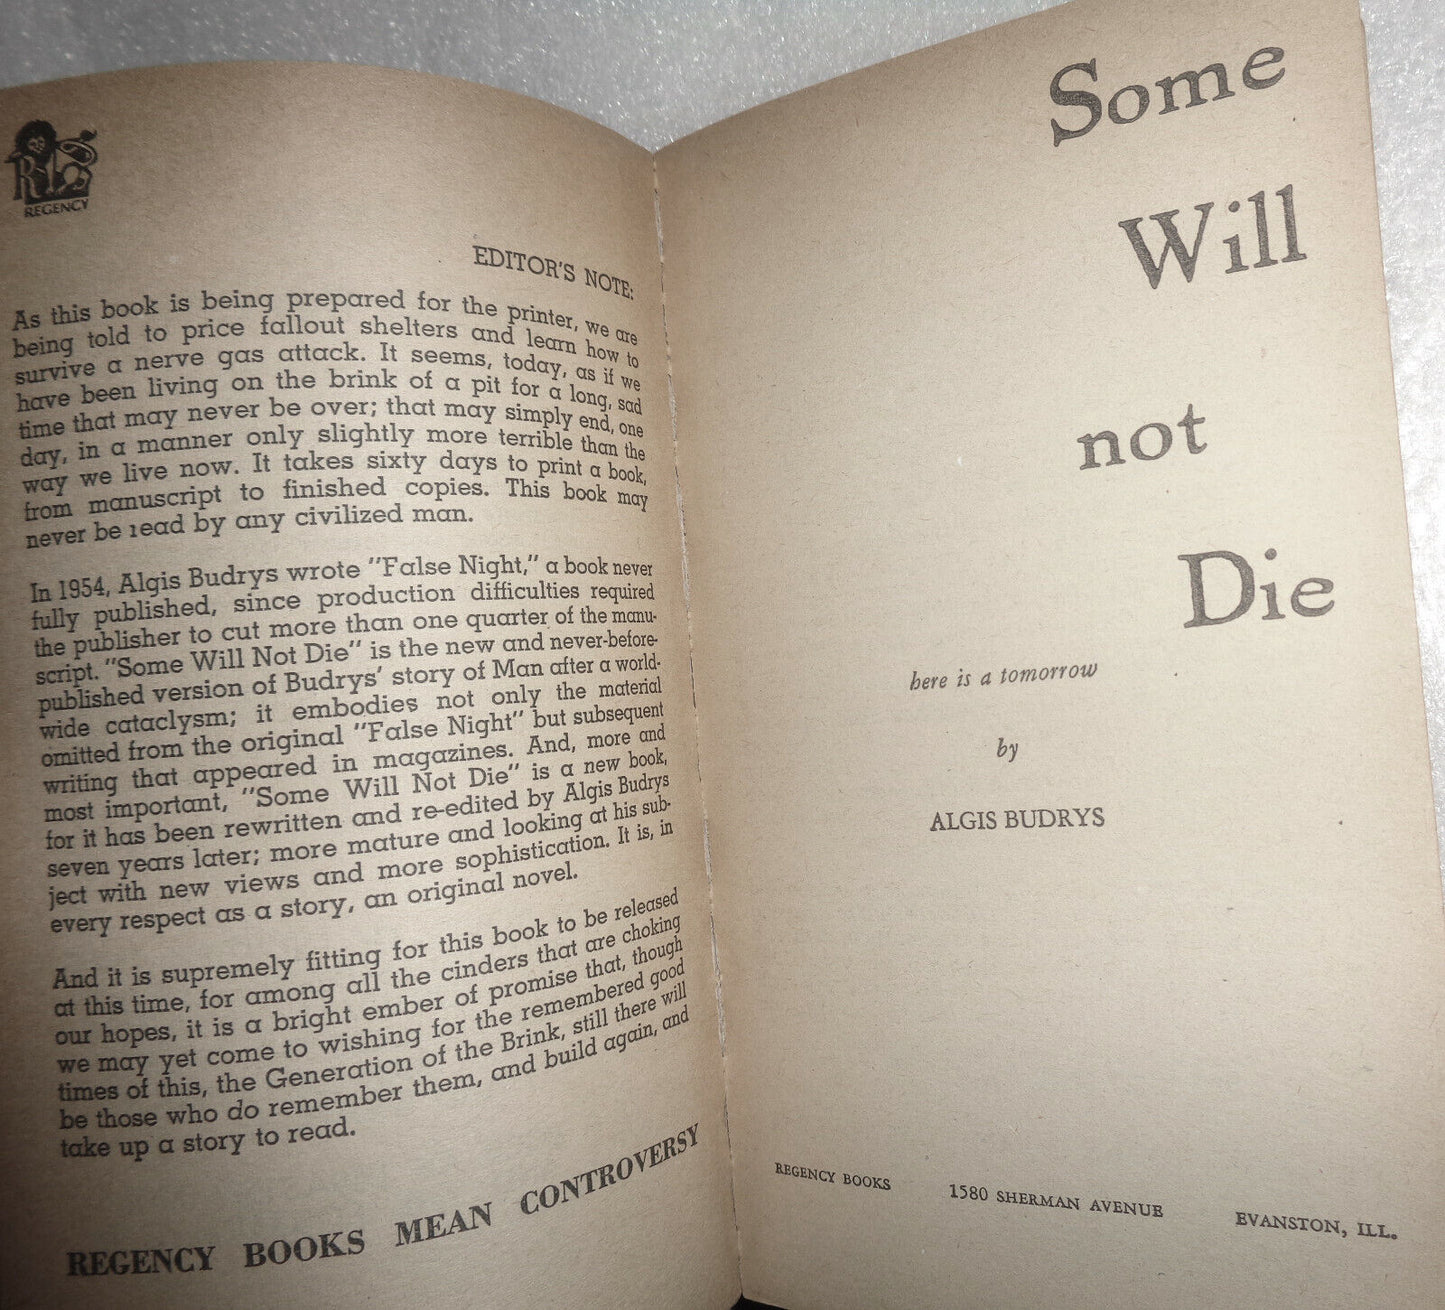 REGENCY
EDITOR'S NOTE:
As this book is being prepared for the printer, we are
being told to price fallout shelters and learn how to
survive a nerve gas attack. It seems, today, as if we
have been living on the brink of a pit for a long, sad
time that may never be over; that may simply end, one
day, in a manner only slightly more terrible than the
way we live now. It takes sixty days to print a book,
from manuscript to finished copies. This book may
never be read by any civilized man.
In 1954, Algis Budrys wrote "False Night," a book never
fully published, since production difficulties required
the publisher to cut more than one quarter of the manu-
script. "Some Will Not Die" is the new and never-before-
published version of Budrys' story of Man after a world-
wide cataclysm; it embodies not only the material
omitted from the original "False Night" but subsequent
writing that appeared in magazines. And, more and
most important, "Some Will Not Die" is a new book,
for it has been rewritten and re-edited by Algis Budrys
seven years later; more mature and looking at his sub-
ject with new views and more sophistication. It is, in
every respect as a story, an original novel.
And it is supremely fitting for this book to be released
at this time, for among all the cinders that are choking
our hopes, it is a bright ember of promise that, though
we may yet come to wishing for the remembered good
times of this, the Generation of the Brink, still there will
be those who do remember them, and build again, and
take up a story to read.
REGENCY BOOKS MEAN CONTROVERSY
Some
Will
not
Die
here is a tomorrow
by
ALGIS BUDRYS
REGENCY BOOKS 1580 SHERMAN AVENUE EVANSTON, ILL.